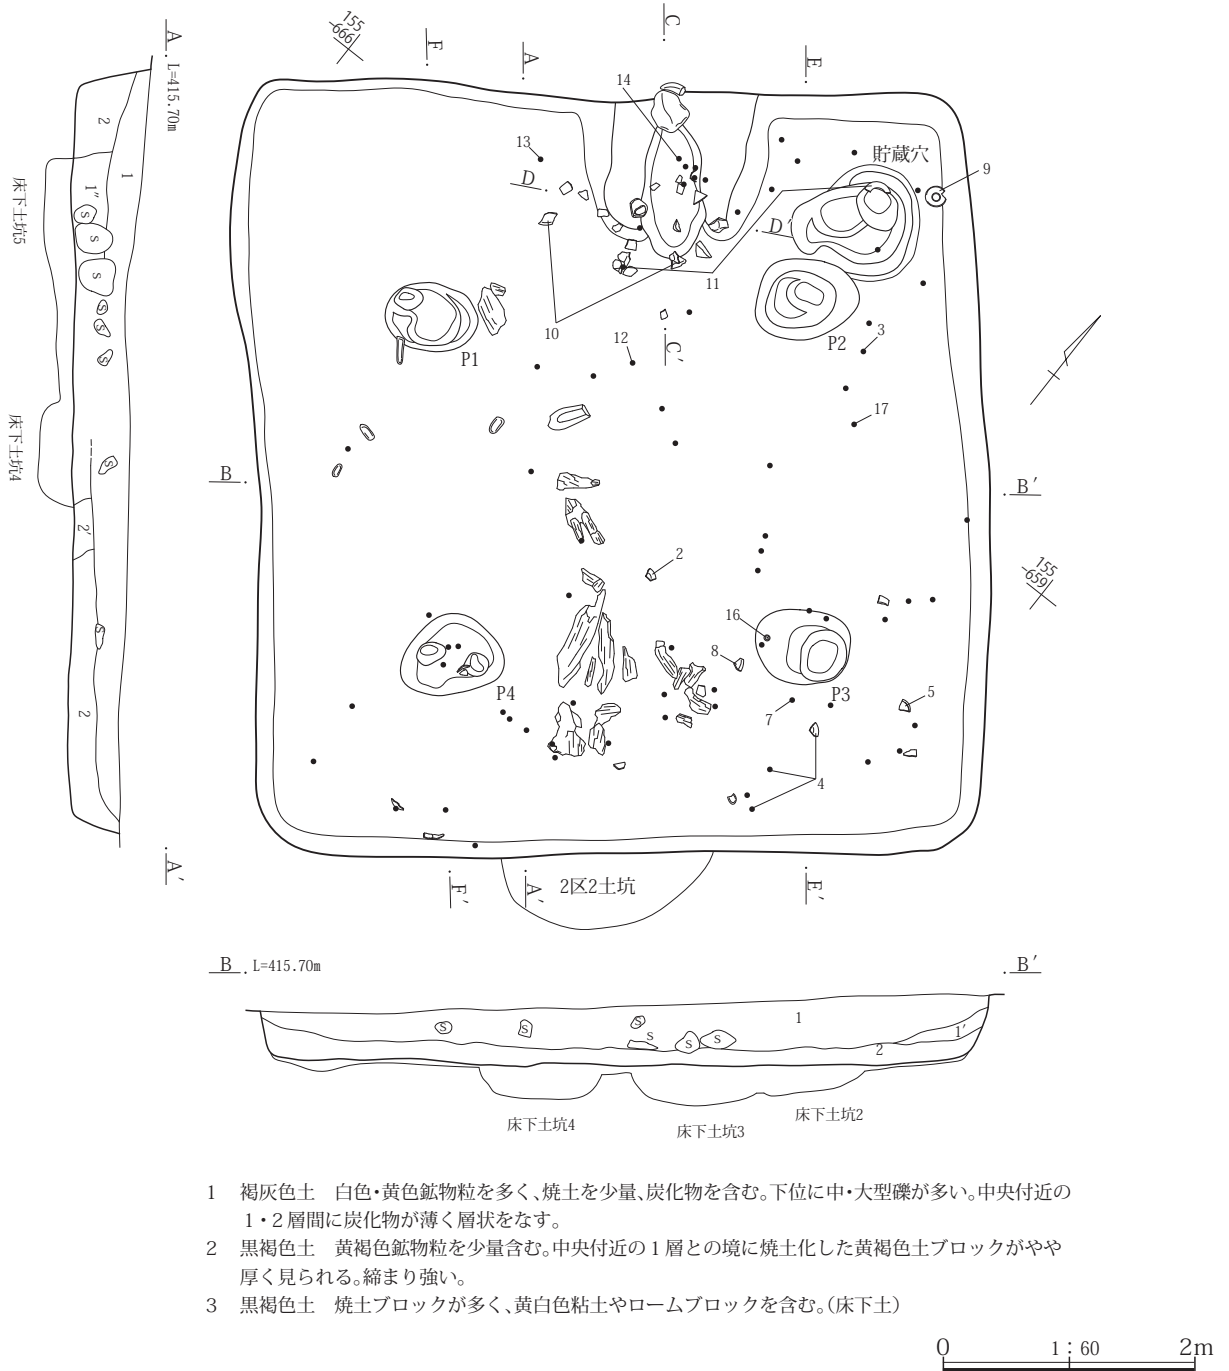 155
-666
F
A
C
E
A
L=415.70m
14
13
D
貯蔵穴
9
D′
11
10
P1
12
C′
P2
3
17
B
B′
155
-659
2
16
8
P4
P3
5
7
4
F′
A′
2区2土坑
E′
2
1
1″
S
S
S
S
S
S
床下土坑5
S
床下土坑4
2′
S
2
A′
B
L=415.70m
B′
S
S
S
S
S
S
1
1′
2
床下土坑4
床下土坑3
床下土坑2
1 褐灰色土 白色・黄色鉱物粒を多く、焼土を少量、炭化物を含む。下位に中・大型礫が多い。中央付近の
1・2層間に炭化物が薄く層状をなす。
2 黒褐色土 黄褐色鉱物粒を少量含む。中央付近の1層との境に焼土化した黄褐色土ブロックがやや
厚く見られる。締まり強い。
3 黒褐色土 焼土ブロックが多く、黄白色粘土やロームブロックを含む。（床下土）
0 1：60 2m